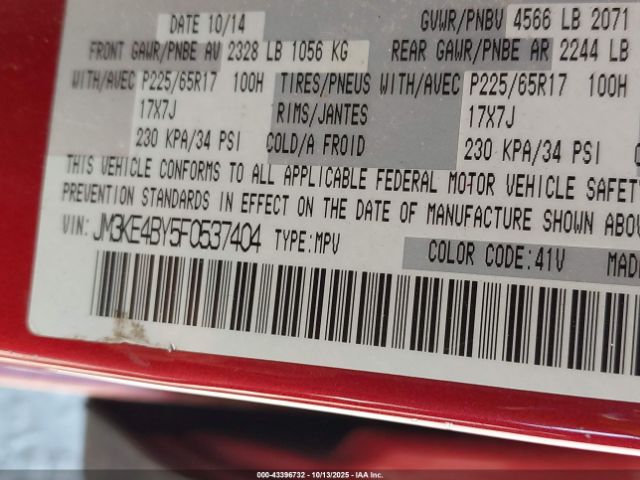 DATE 10/14 GVWR/PNBV 4566 LB 2071
FRONT GAWR/PNBE AV 2328 LB 1056 KG REAR GAWR/PNBE AR 2244 LB
WITH/AVEC P225/65R17 100H TIRES/PNEUS WITH/AVEC P225/65R17 100H
17X7J RIMS/JANTES 17X7J
230 KPA/34 PSI COLD/A FROID 230 KPA/34 PSI
THIS VEHICLE CONFORMS TO ALL APPLICABLE FEDERAL MOTOR VEHICLE SAFETY
PREVENTION STANDARDS IN EFFECT ON THE DATE OF MANUFACTURE SHOWN ABOV
VIN: JM3KE4BY5F0537404 TYPE:MPV COLOR CODE:41V MAD
000-43396732 - 10/13/2025 - IAA Inc.